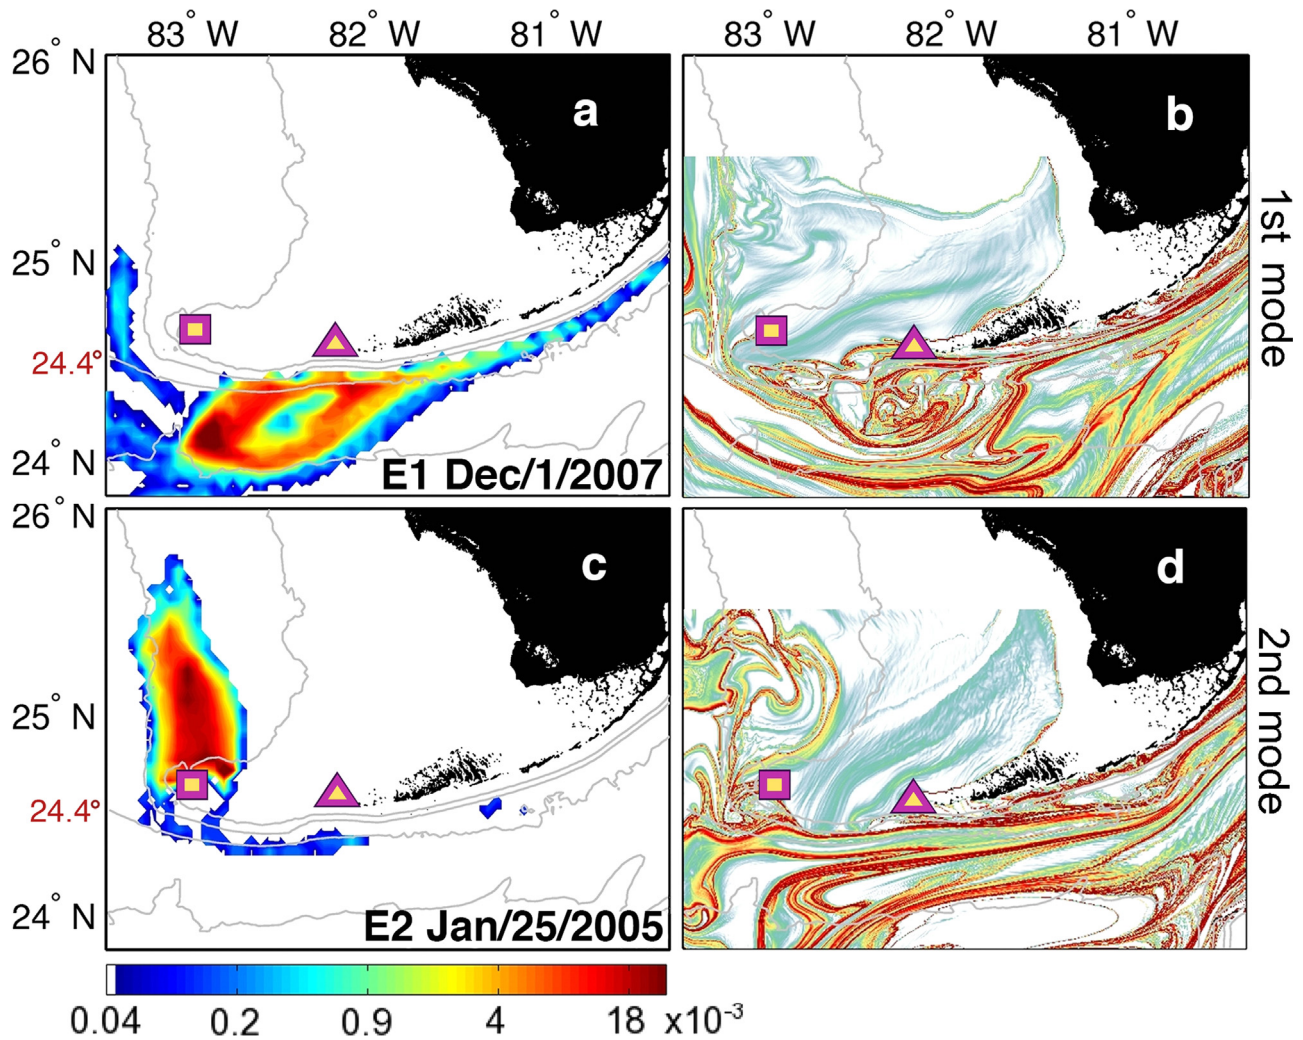 83° W 82° W 81° W 83° W 82° W 81° W
26° N
a
b
1st mode
25° N
24.4°
24° N
E1 Dec/1/2007
26° N
c
d
2nd mode
25° N
24.4°
24° N
E2 Jan/25/2005
0.04 0.2 0.9 4 18 x10⁻³